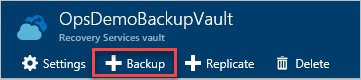 OpsDemoBackupVault
Recovery Services vault
Settings Backup Replicate Delete